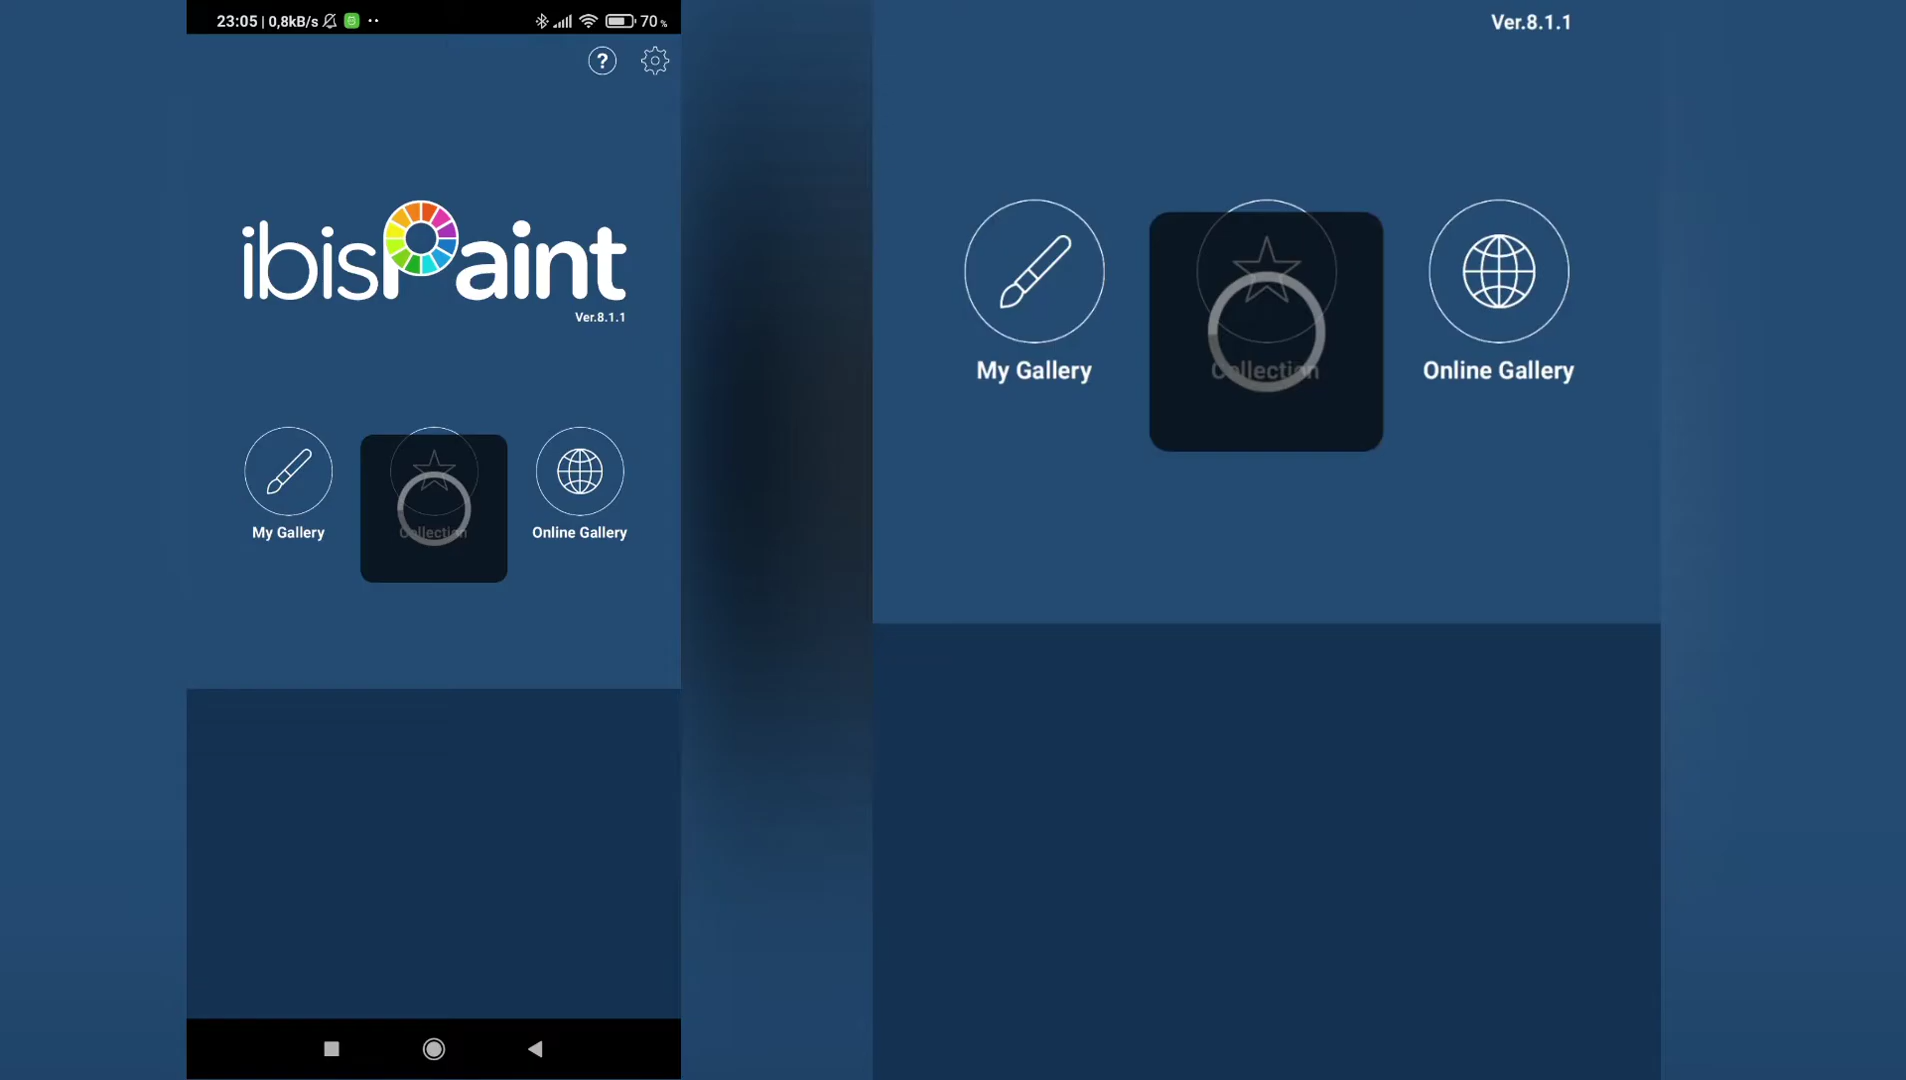 23:05 | 0,8kB/s
70 %
?
ibisPaint
Ver.8.1.1
My Gallery
Collection
Online Gallery
Ver.8.1.1
My Gallery
Collection
Online Gallery